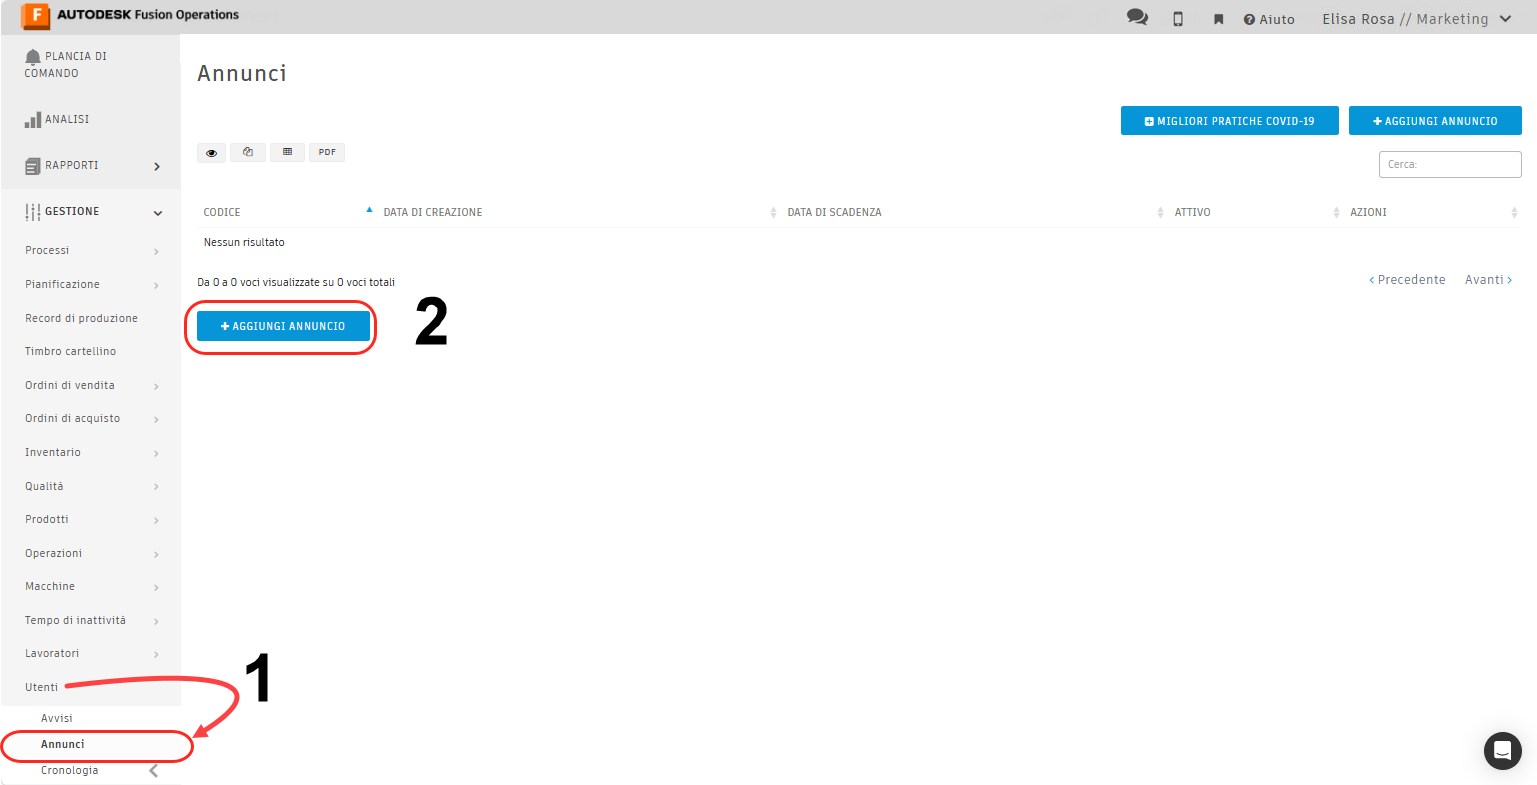 F AUTODESK Fusion Operations
Aiuto
Elisa Rosa // Marketing
PLANCIA DI
COMANDO
ANALISI
RAPPORTI
GESTIONE
Processi
Pianificazione
Record di produzione
Timbro cartellino
Ordini di vendita
Ordini di acquisto
Inventario
Qualità
Prodotti
Operazioni
Macchine
Tempo di inattività
Lavoratori
Utenti
Avvisi
Annunci
Cronologia
1
Annunci
MIGLIORI PRATICHE COVID-19
AGGIUNGI ANNUNCIO
PDF
Cerca:
CODICE DATA DI CREAZIONE DATA DI SCADENZA ATTIVO AZIONI
Nessun risultato
Da 0 a 0 voci visualizzate su 0 voci totali
Precedente Avanti
AGGIUNGI ANNUNCIO
2